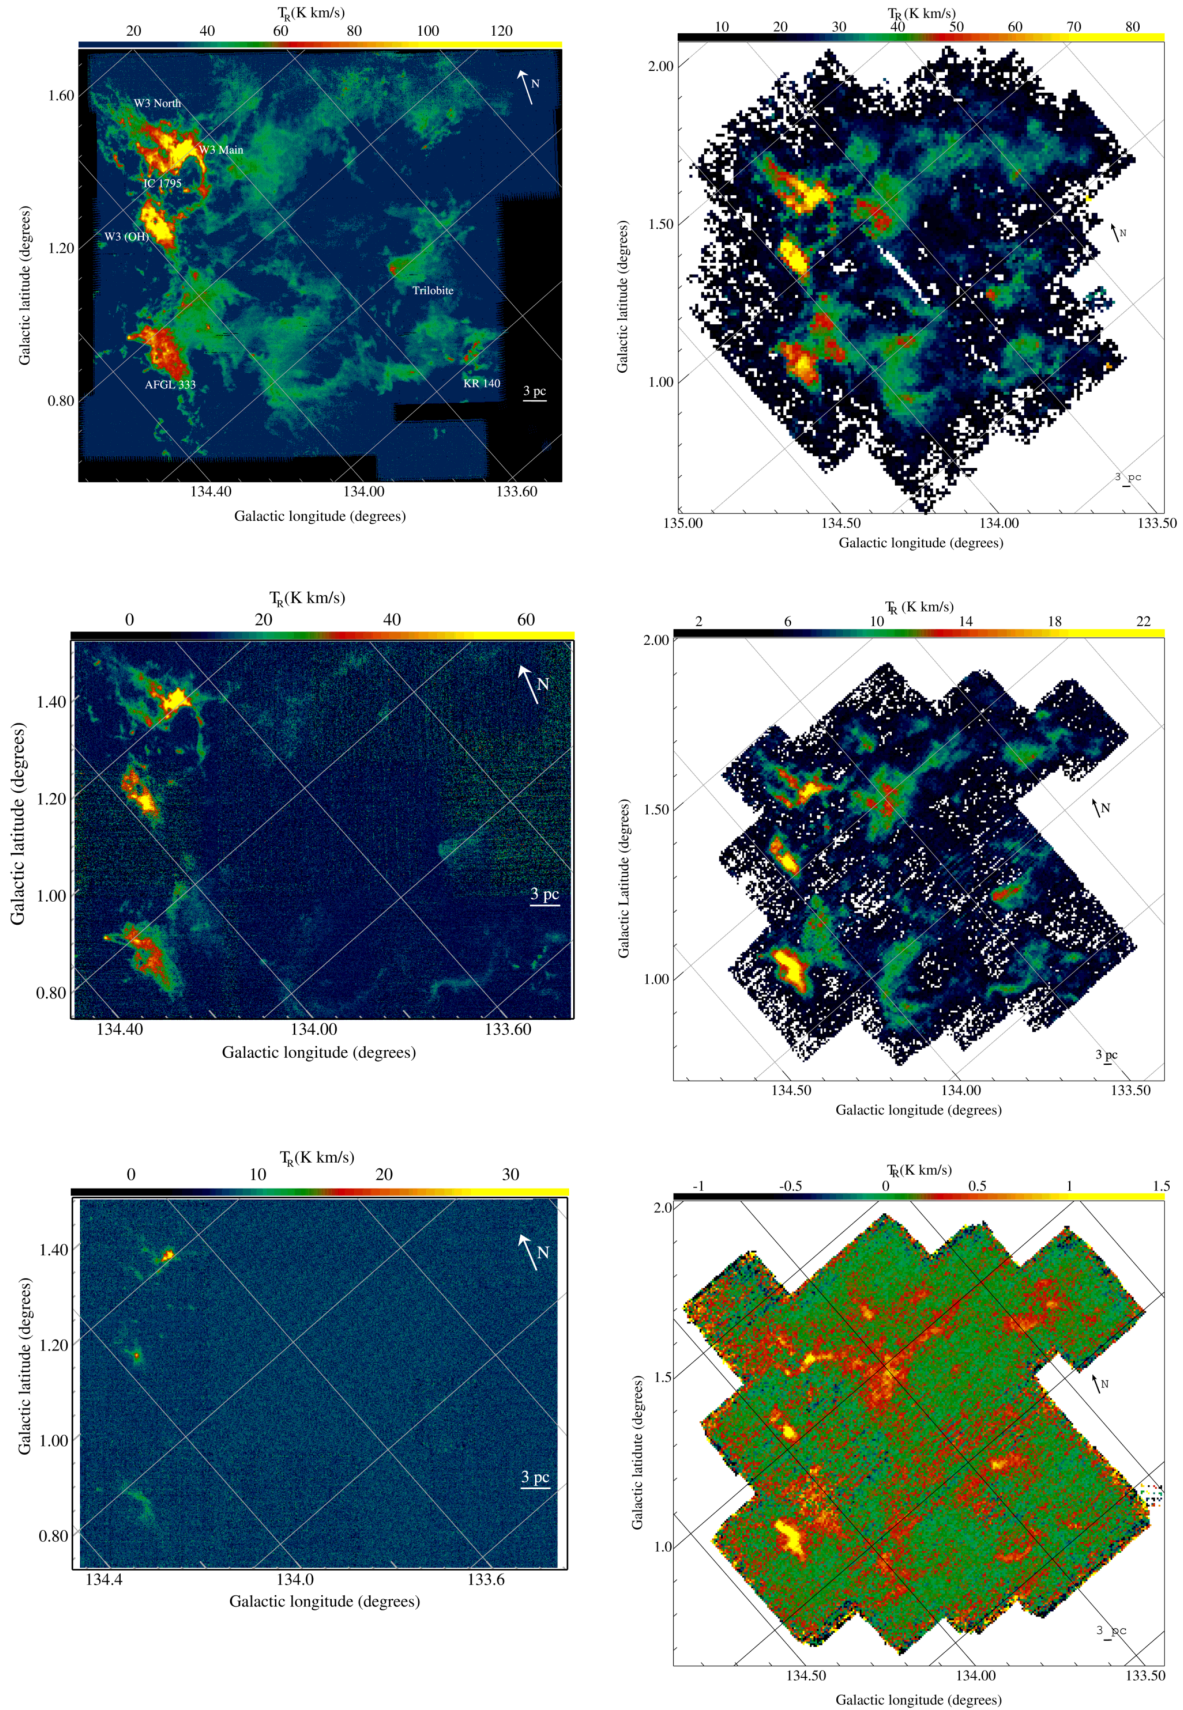 T_R(K km/s)
20 40 60 80 100 120
1.60
1.20
0.80
Galactic latitude (degrees)
W3 North
W3 Main
IC 1795
W3 (OH)
Trilobite
AFGL 333
KR 140
N
3 pc
134.40 134.00 133.60
Galactic longitude (degrees)
T_R(K km/s)
10 20 30 40 50 60 70 80
2.00
1.50
1.00
Galactic latitude (degrees)
N
3 pc
135.00 134.50 134.00 133.50
Galactic longitude (degrees)
T_R(K km/s)
0 20 40 60
1.40
1.20
1.00
0.80
Galactic latitude (degrees)
N
3 pc
134.40 134.00 133.60
Galactic longitude (degrees)
T_R (K km/s)
2 6 10 14 18 22
2.00
1.50
1.00
Galactic Latitude (degrees)
N
3 pc
134.50 134.00 133.50
Galactic longitude (degrees)
T_R(K km/s)
0 10 20 30
1.40
1.20
1.00
0.80
Galactic latitude (degrees)
N
3 pc
134.4 134.0 133.6
Galactic longitude (degrees)
T_R(K km/s)
-1 -0.5 0 0.5 1 1.5
2.0
1.5
1.0
Galactic latidute (degrees)
N
3 pc
134.50 134.00 133.50
Galactic longitude (degrees)